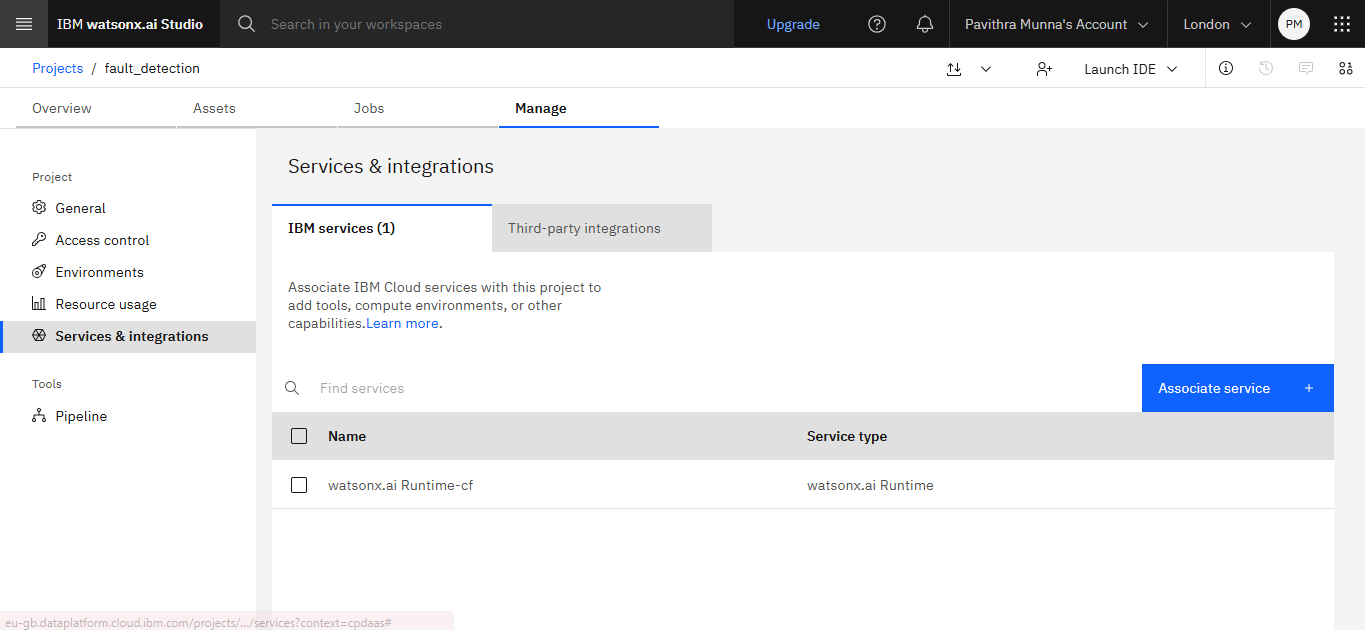 IBM watsonx.ai Studio
Search in your workspaces
Upgrade
Pavithra Munna's Account
London
PM
Projects / fault_detection
Launch IDE
Overview
Assets
Jobs
Manage
Project
General
Access control
Environments
Resource usage
Services & integrations
Tools
Pipeline
Services & integrations
IBM services (1)
Third-party integrations
Associate IBM Cloud services with this project to
add tools, compute environments, or other
capabilities.Learn more.
Find services
Associate service +
Name
Service type
watsonx.ai Runtime-cf
watsonx.ai Runtime
eu-gb.dataplatform.cloud.ibm.com/projects/.../services?context=cpdaas#